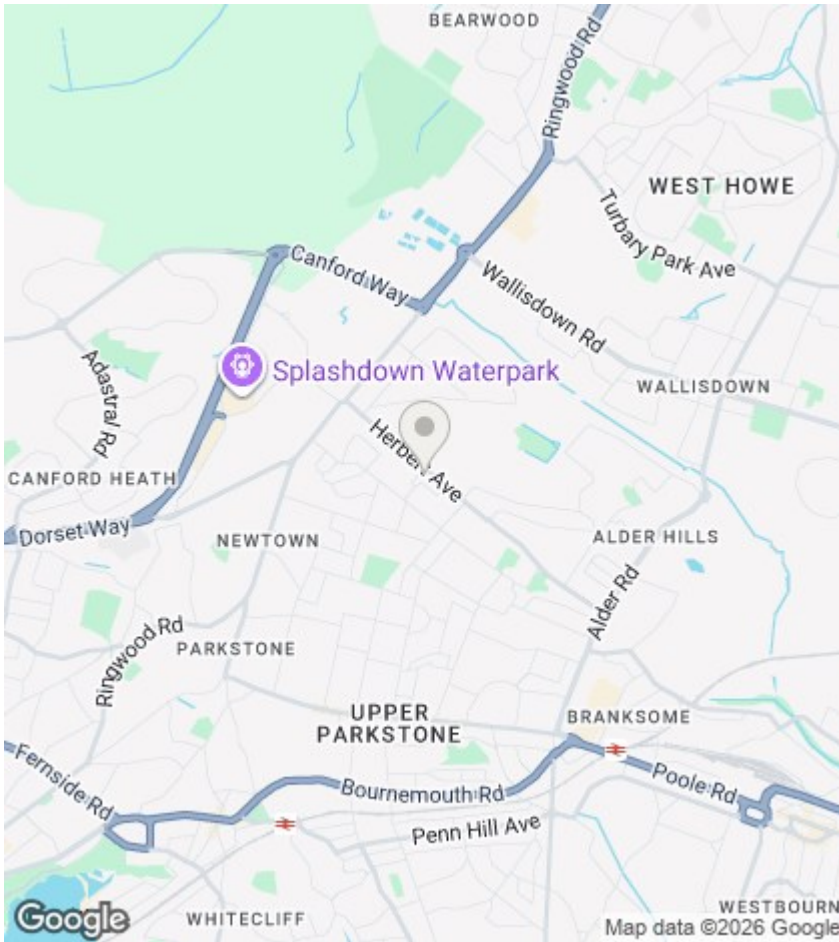 BEARWOOD
Ringwood Rd
WEST HOWE
Turbary Park Ave
Canford Way
Wallisdown Rd
Adastral Rd
Splashdown Waterpark
WALLISDOWN
Herbert Ave
CANFORD HEATH
Dorset Way
NEWTOWN
ALDER HILLS
Alder Rd
Ringwood Rd
PARKSTONE
UPPER
PARKSTONE
BRANKSOME
Fernside Rd
Bournemouth Rd
Poole Rd
Penn Hill Ave
WESTBOURN
Google
WHITECLIFF
Map data ©2026 Google